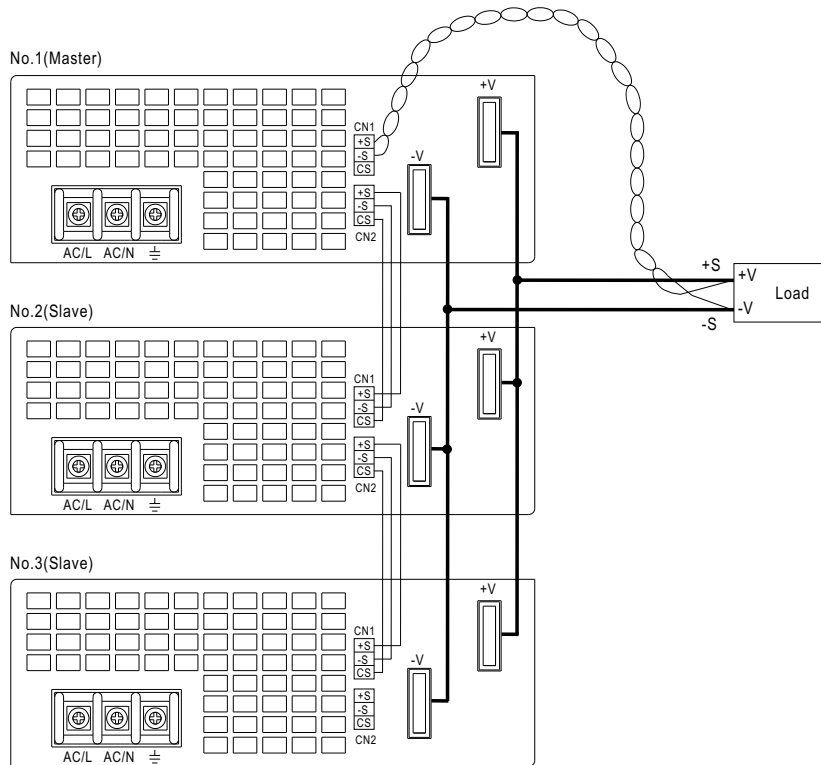 No.1(Master)
+V
CN1
+S
-S
CS
-V
+S
-S
CS
CN2
AC/L AC/N
+S
+V
Load
-V
-S
No.2(Slave)
+V
CN1
+S
-S
CS
-V
+S
-S
CS
CN2
AC/L AC/N
No.3(Slave)
+V
CN1
+S
-S
CS
-V
+S
-S
CS
CN2
AC/L AC/N